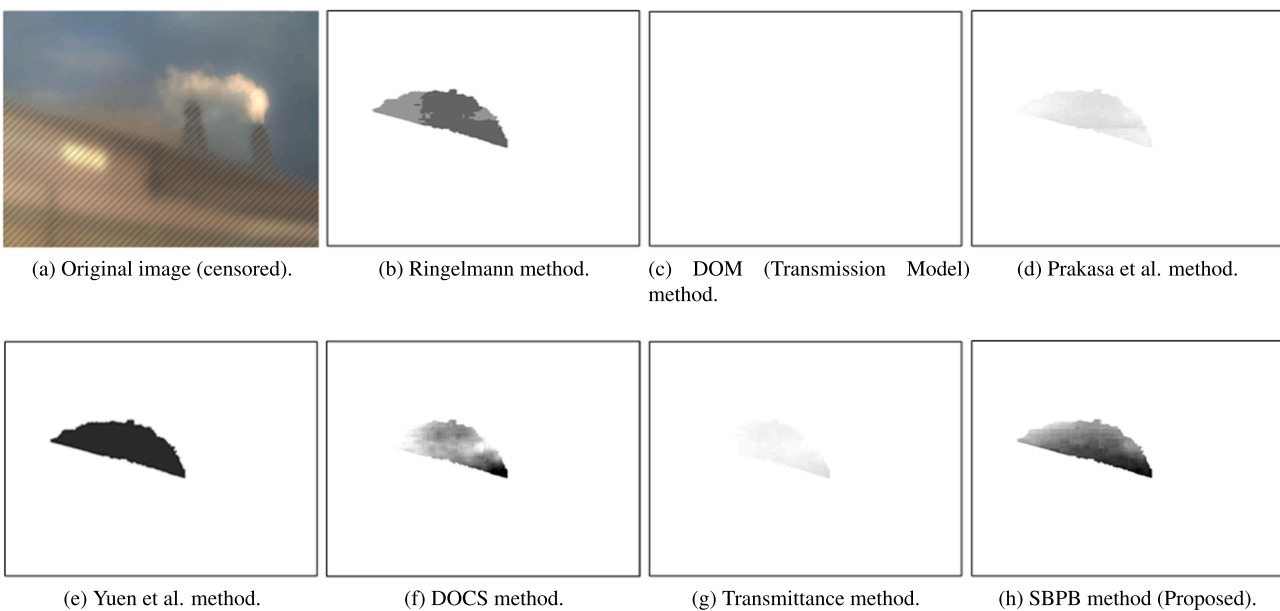 (a) Original image (censored).
(b) Ringelmann method.
(c) DOM (Transmission Model)
method.
(d) Prakasa et al. method.
(e) Yuen et al. method.
(f) DOCS method.
(g) Transmittance method.
(h) SBPB method (Proposed).